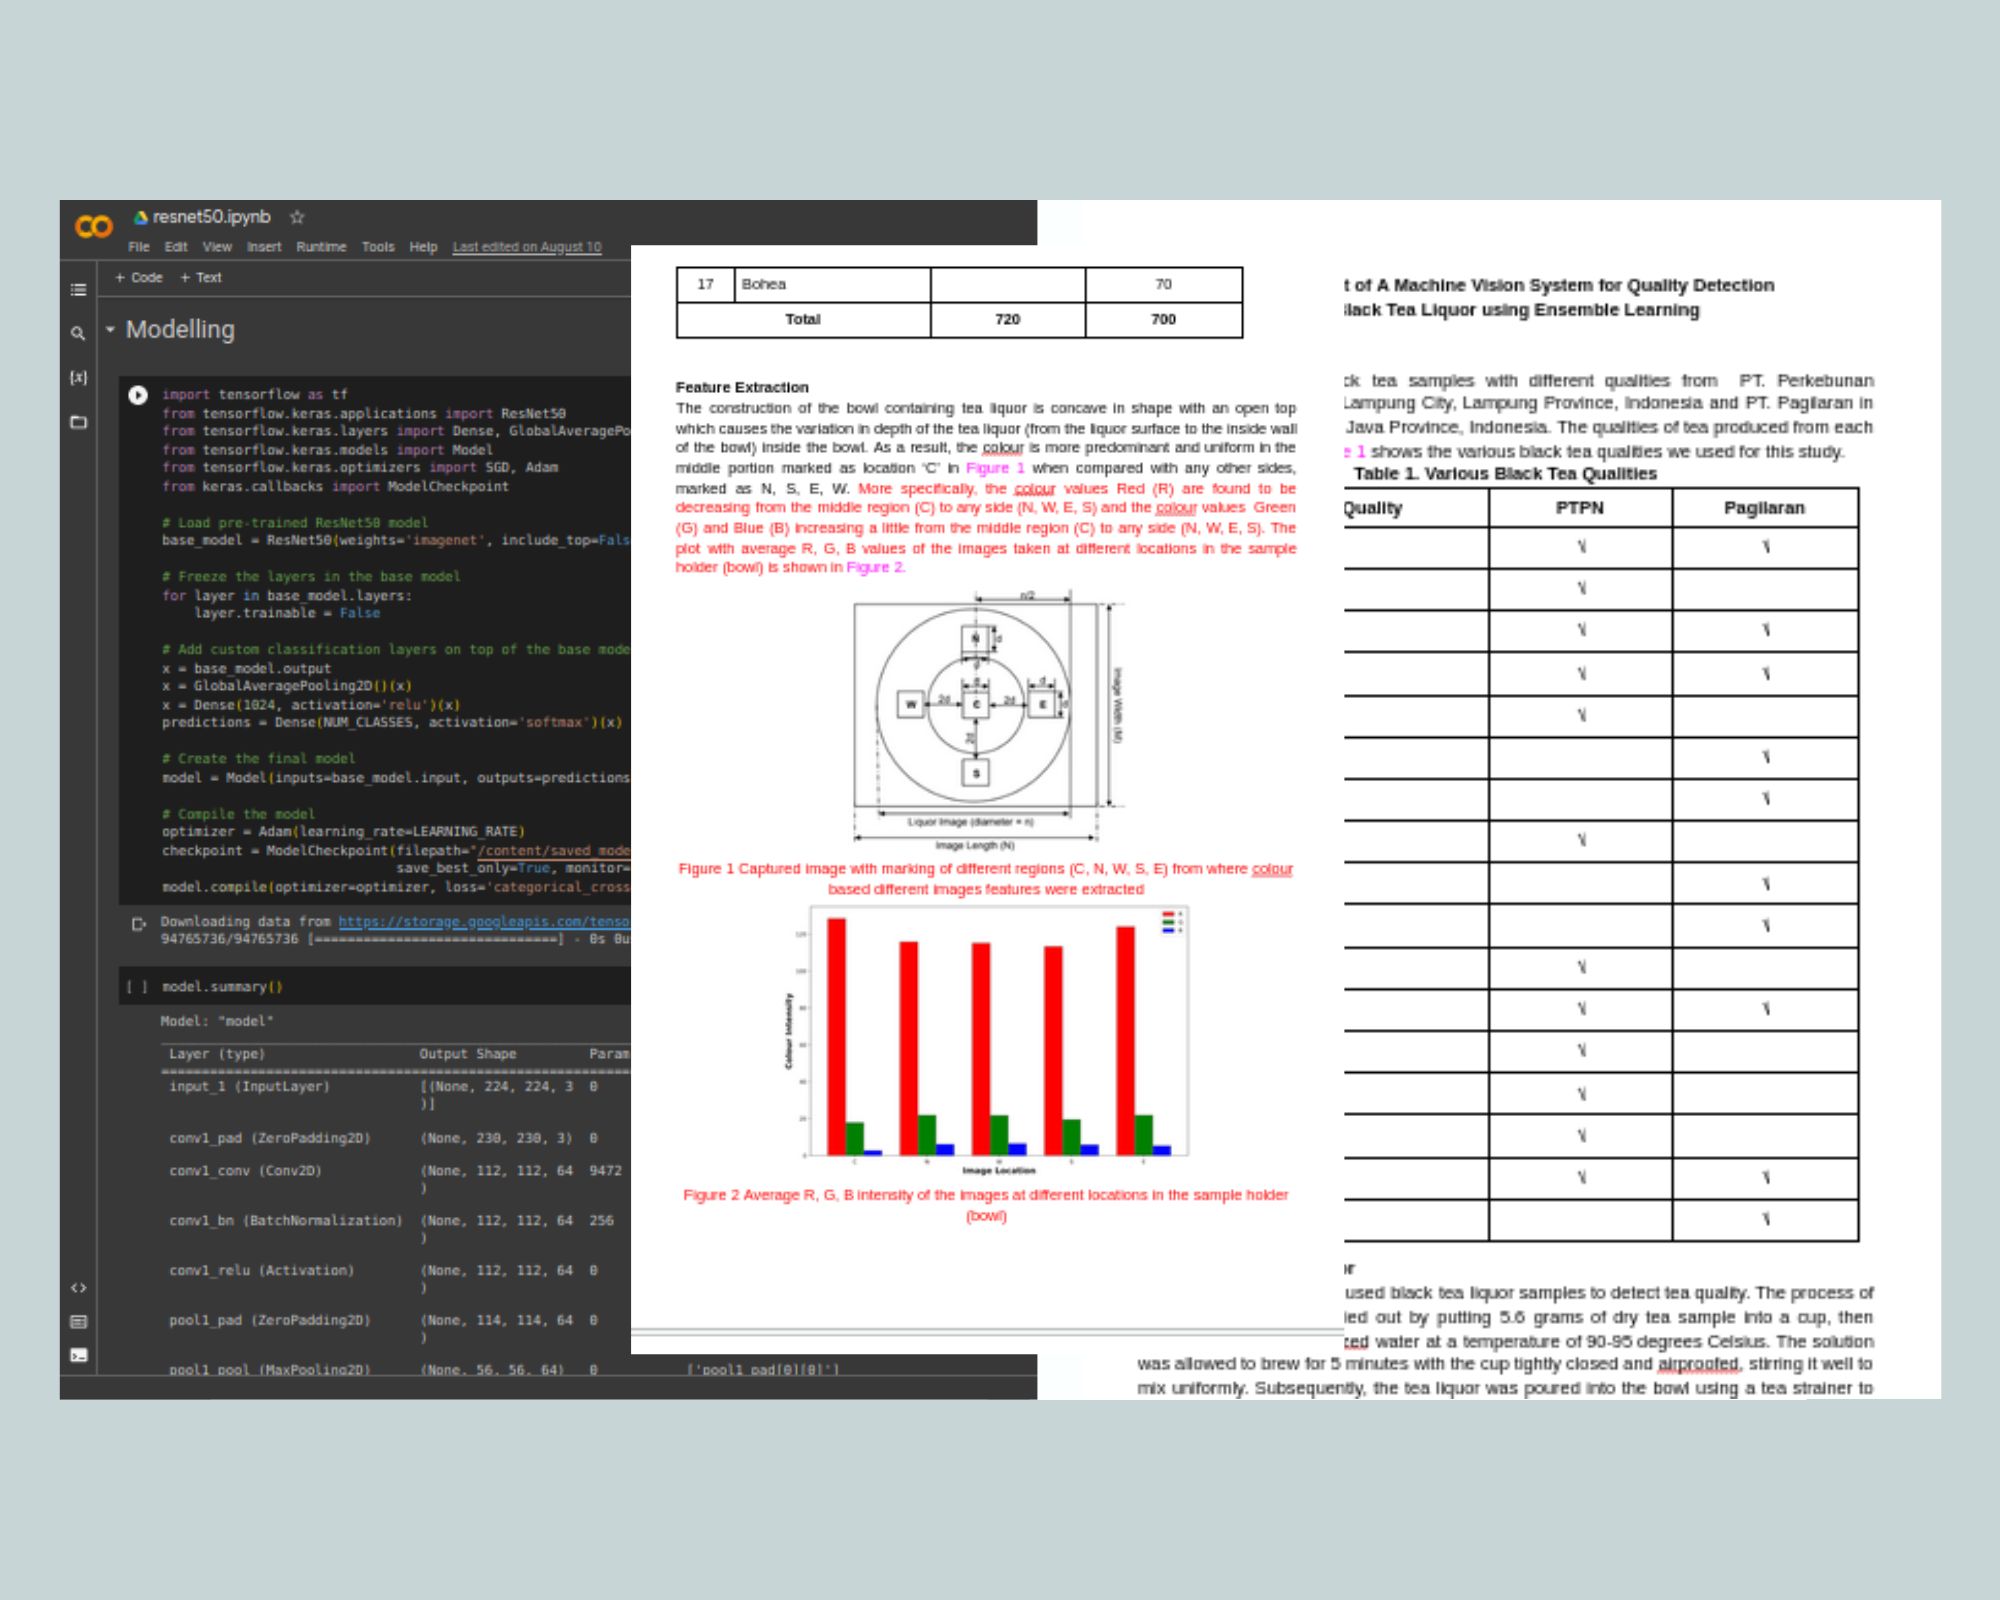 resnet50.ipynb
File Edit View Insert Runtime Tools Help Last edited on August 10
+ Code + Text
Modelling
import tensorflow as tf
from tensorflow.keras.applications import ResNet50
from tensorflow.keras.layers import Dense, GlobalAveragePo
from tensorflow.keras.models import Model
from tensorflow.keras.optimizers import SGD, Adam
from keras.callbacks import ModelCheckpoint
# Load pre-trained ResNet50 model
base_model = ResNet50(weights='imagenet', include_top=Fals
# Freeze the layers in the base model
for layer in base_model.layers:
layer.trainable = False
# Add custom classification layers on top of the base mode
x = base_model.output
x = GlobalAveragePooling2D()(x)
x = Dense(1024, activation='relu')(x)
predictions = Dense(NUM_CLASSES, activation='softmax')(x)
# Create the final model
model = Model(inputs=base_model.input, outputs=predictions
# Compile the model
optimizer = Adam(learning_rate=LEARNING_RATE)
checkpoint = ModelCheckpoint(filepath="/content/saved_mode
save_best_only=True, monitor=
model.compile(optimizer=optimizer, loss='categorical_cross
Downloading data from https://storage.googleapis.com/tenso
94765736/94765736 [==============================] - 0s 0us
[ ] model.summary()
Model: "model"
Layer (type) Output Shape Param
input_1 (InputLayer) [(None, 224, 224, 3 0
)]
conv1_pad (ZeroPadding2D) (None, 230, 230, 3) 0
conv1_conv (Conv2D) (None, 112, 112, 64 9472
)
conv1_bn (BatchNormalization) (None, 112, 112, 64 256
)
conv1_relu (Activation) (None, 112, 112, 64 0
)
pool1_pad (ZeroPadding2D) (None, 114, 114, 64 0
)
pool1_pool (MaxPooling2D) (None, 56, 56, 64) 0 ['pool1_pad[0][0]']
17 Bohea 70
Total 720 700
Feature Extraction
The construction of the bowl containing tea liquor is concave in shape with an open top
which causes the variation in depth of the tea liquor (from the liquor surface to the inside wall
of the bowl) inside the bowl. As a result, the colour is more predominant and uniform in the
middle portion marked as location 'C' in Figure 1 when compared with any other sides,
marked as N, S, E, W. More specifically, the colour values Red (R) are found to be
decreasing from the middle region (C) to any side (N, W, E, S) and the colour values Green
(G) and Blue (B) increasing a little from the middle region (C) to any side (N, W, E, S). The
plot with average R, G, B values of the images taken at different locations in the sample
holder (bowl) is shown in Figure 2.
n/2
N d
d
d
W 2d C 2d E d
2d
S
Image Width (M)
Liquor Image (diameter = n)
Image Length (N)
Figure 1 Captured image with marking of different regions (C, N, W, S, E) from where colour
based different images features were extracted
Colour Intensity
120
100
80
60
40
20
0
Image Location
Figure 2 Average R, G, B intensity of the images at different locations in the sample holder
(bowl)
t of A Machine Vision System for Quality Detection
lack Tea Liquor using Ensemble Learning
ck tea samples with different qualities from PT. Perkebunan
Lampung City, Lampung Province, Indonesia and PT. Pagilaran in
Java Province, Indonesia. The qualities of tea produced from each
e 1 shows the various black tea qualities we used for this study.
Table 1. Various Black Tea Qualities
Quality PTPN Pagilaran
√ √
√
√ √
√ √
√
√
√
√
√
√
√
√ √
√
√
√
√ √
√
or
used black tea liquor samples to detect tea quality. The process of
ied out by putting 5.6 grams of dry tea sample into a cup, then
zed water at a temperature of 90-95 degrees Celsius. The solution
was allowed to brew for 5 minutes with the cup tightly closed and airproofed, stirring it well to
mix uniformly. Subsequently, the tea liquor was poured into the bowl using a tea strainer to